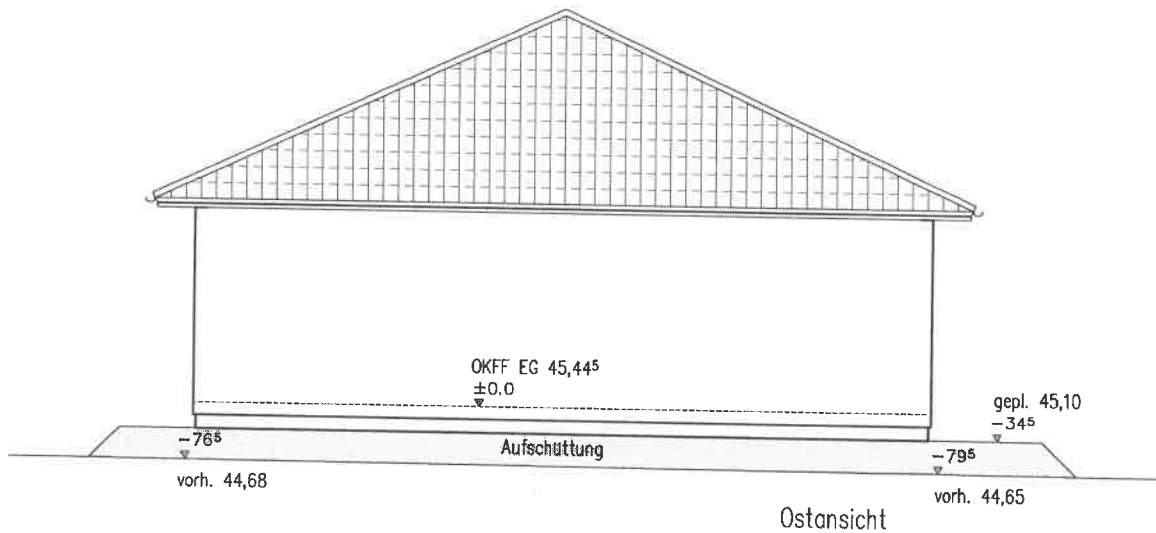 OKFF EG 45,44⁵
±0.0
gepl. 45,10
−34⁵
−76⁵
Aufschüttung
−79⁵
vorh. 44,68
vorh. 44,65
Ostansicht